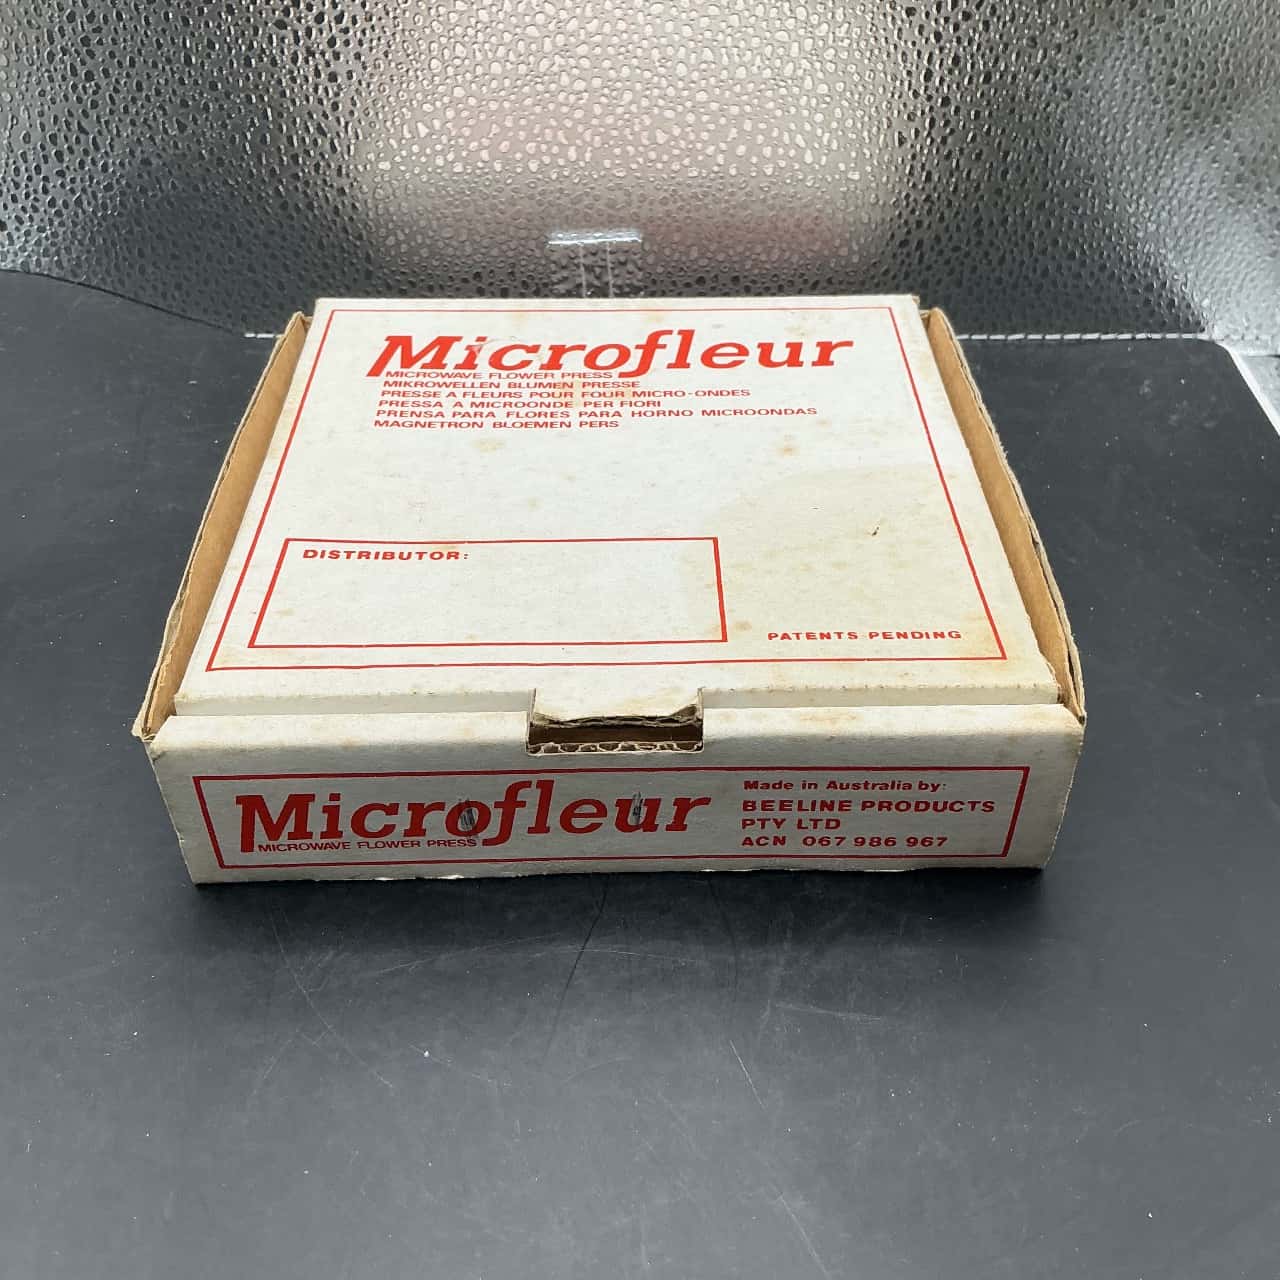 Microfleur
MICROWAVE FLOWER PRESS
MIKROWELLEN BLUMEN PRESSE
PRESSE A FLEURS POUR FOUR MICRO-ONDES
PRESSA A MICROONDE PER FIORI
PRENSA PARA FLORES PARA HORNO MICROONDAS
MAGNETRON BLOEMEN PERS
DISTRIBUTOR:
PATENTS PENDING
Microfleur
MICROWAVE FLOWER PRESS
Made in Australia by:
BEELINE PRODUCTS
PTY LTD
ACN 067 986 967